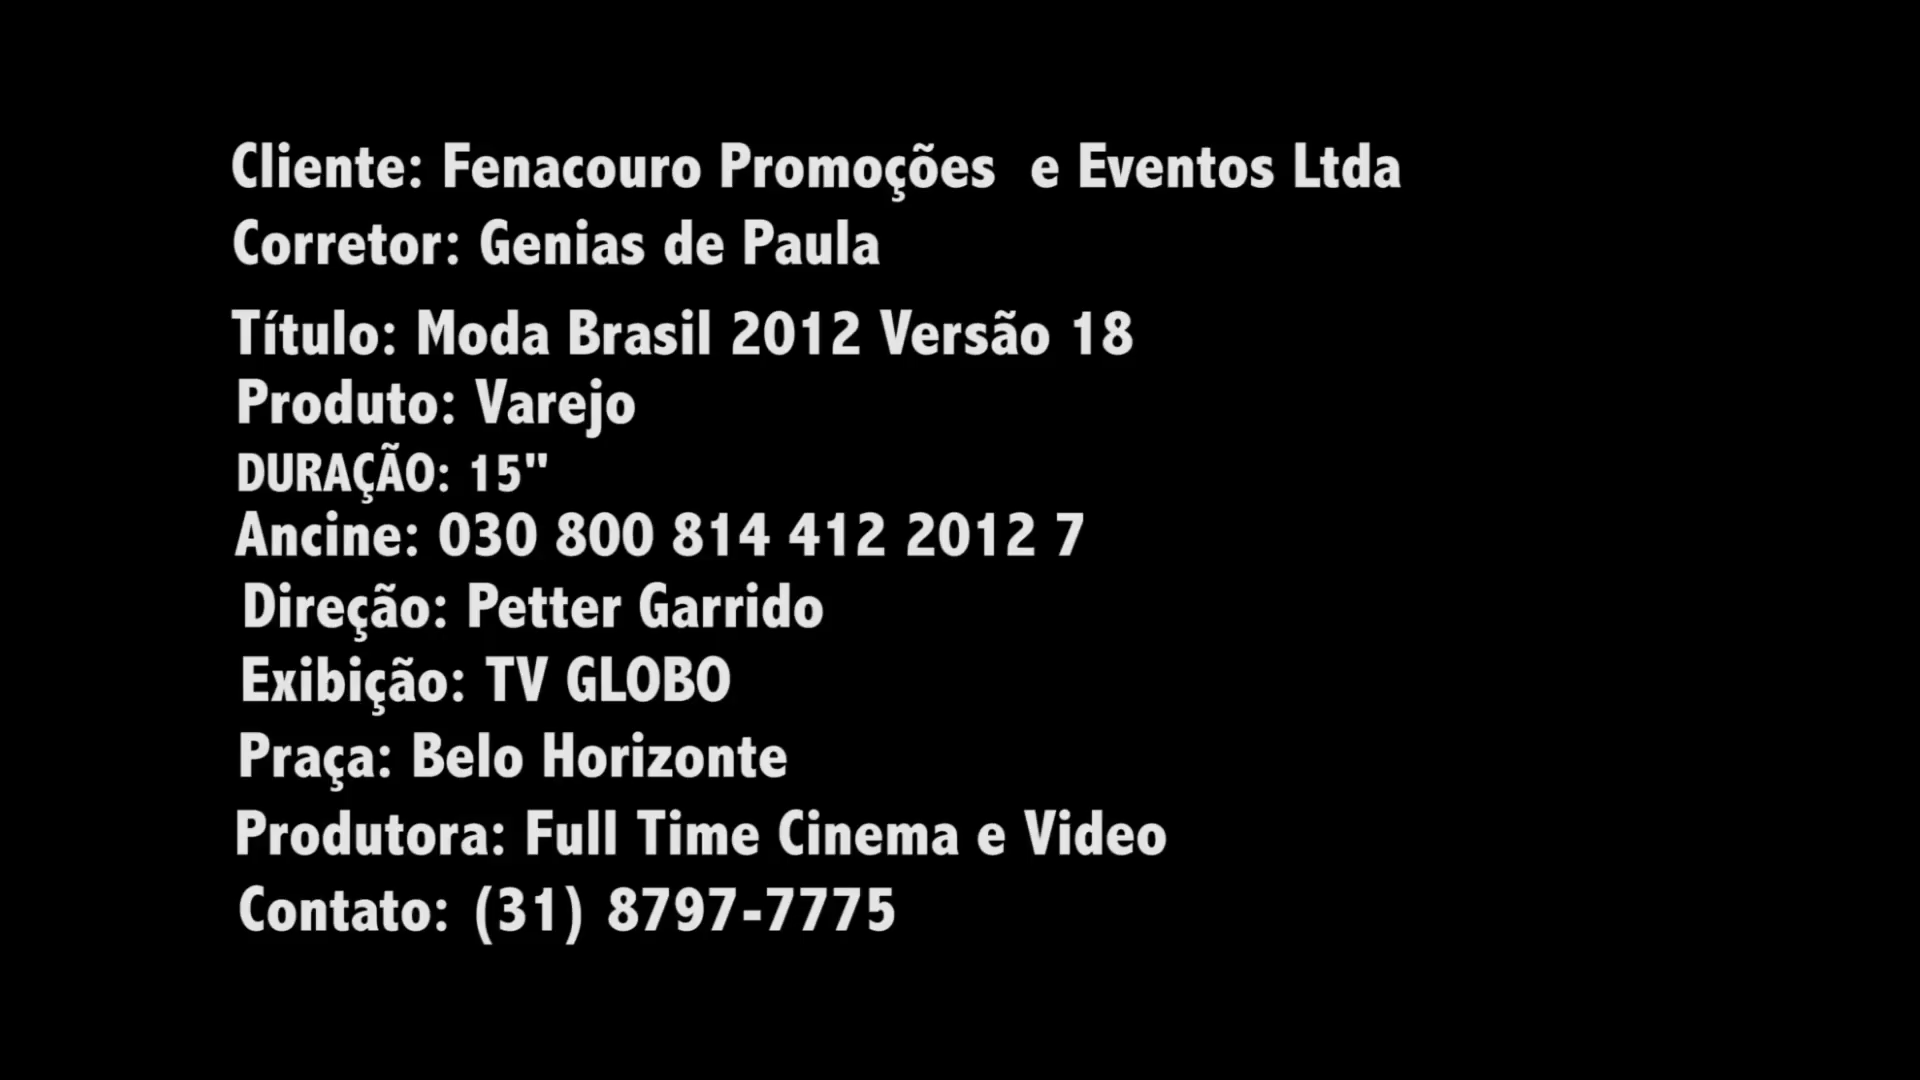 Cliente: Fenacouro Promoções  e Eventos Ltda
Corretor: Genias de Paula
Título: Moda Brasil 2012 Versão 18
Produto: Varejo
DURAÇÃO: 15"
Ancine: 030 800 814 412 2012 7
Direção: Petter Garrido
Exibição: TV GLOBO
Praça: Belo Horizonte
Produtora: Full Time Cinema e Video
Contato: (31) 8797-7775